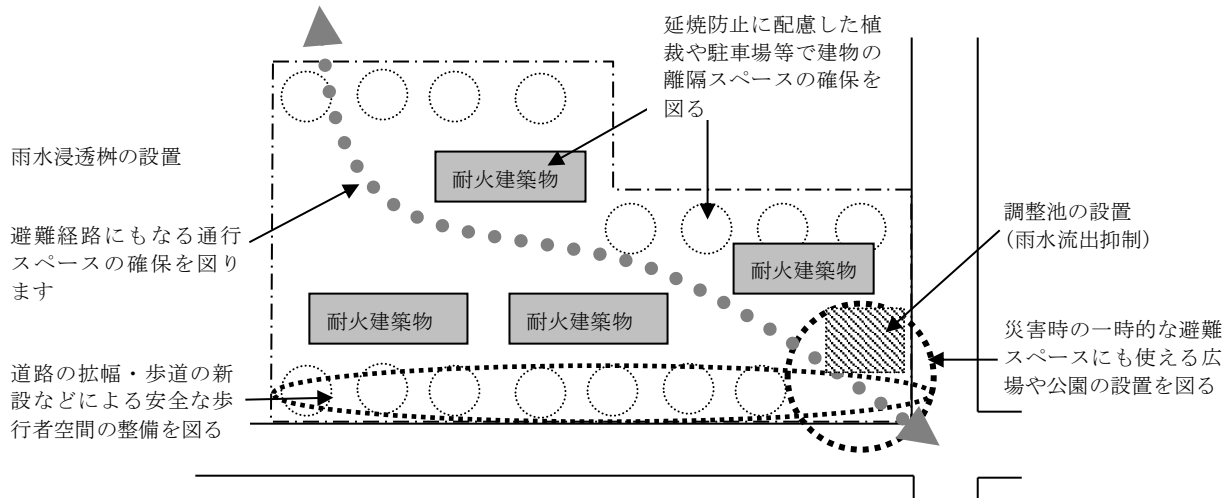 延焼防止に配慮した植
裁や駐車場等で建物の
離隔スペースの確保を
図る
雨水浸透桝の設置
耐火建築物
避難経路にもなる通行
スペースの確保を図り
ます
調整池の設置
（雨水流出抑制）
耐火建築物
耐火建築物
耐火建築物
災害時の一時的な避難
スペースにも使える広
場や公園の設置を図る
道路の拡幅・歩道の新
設などによる安全な歩
行者空間の整備を図る